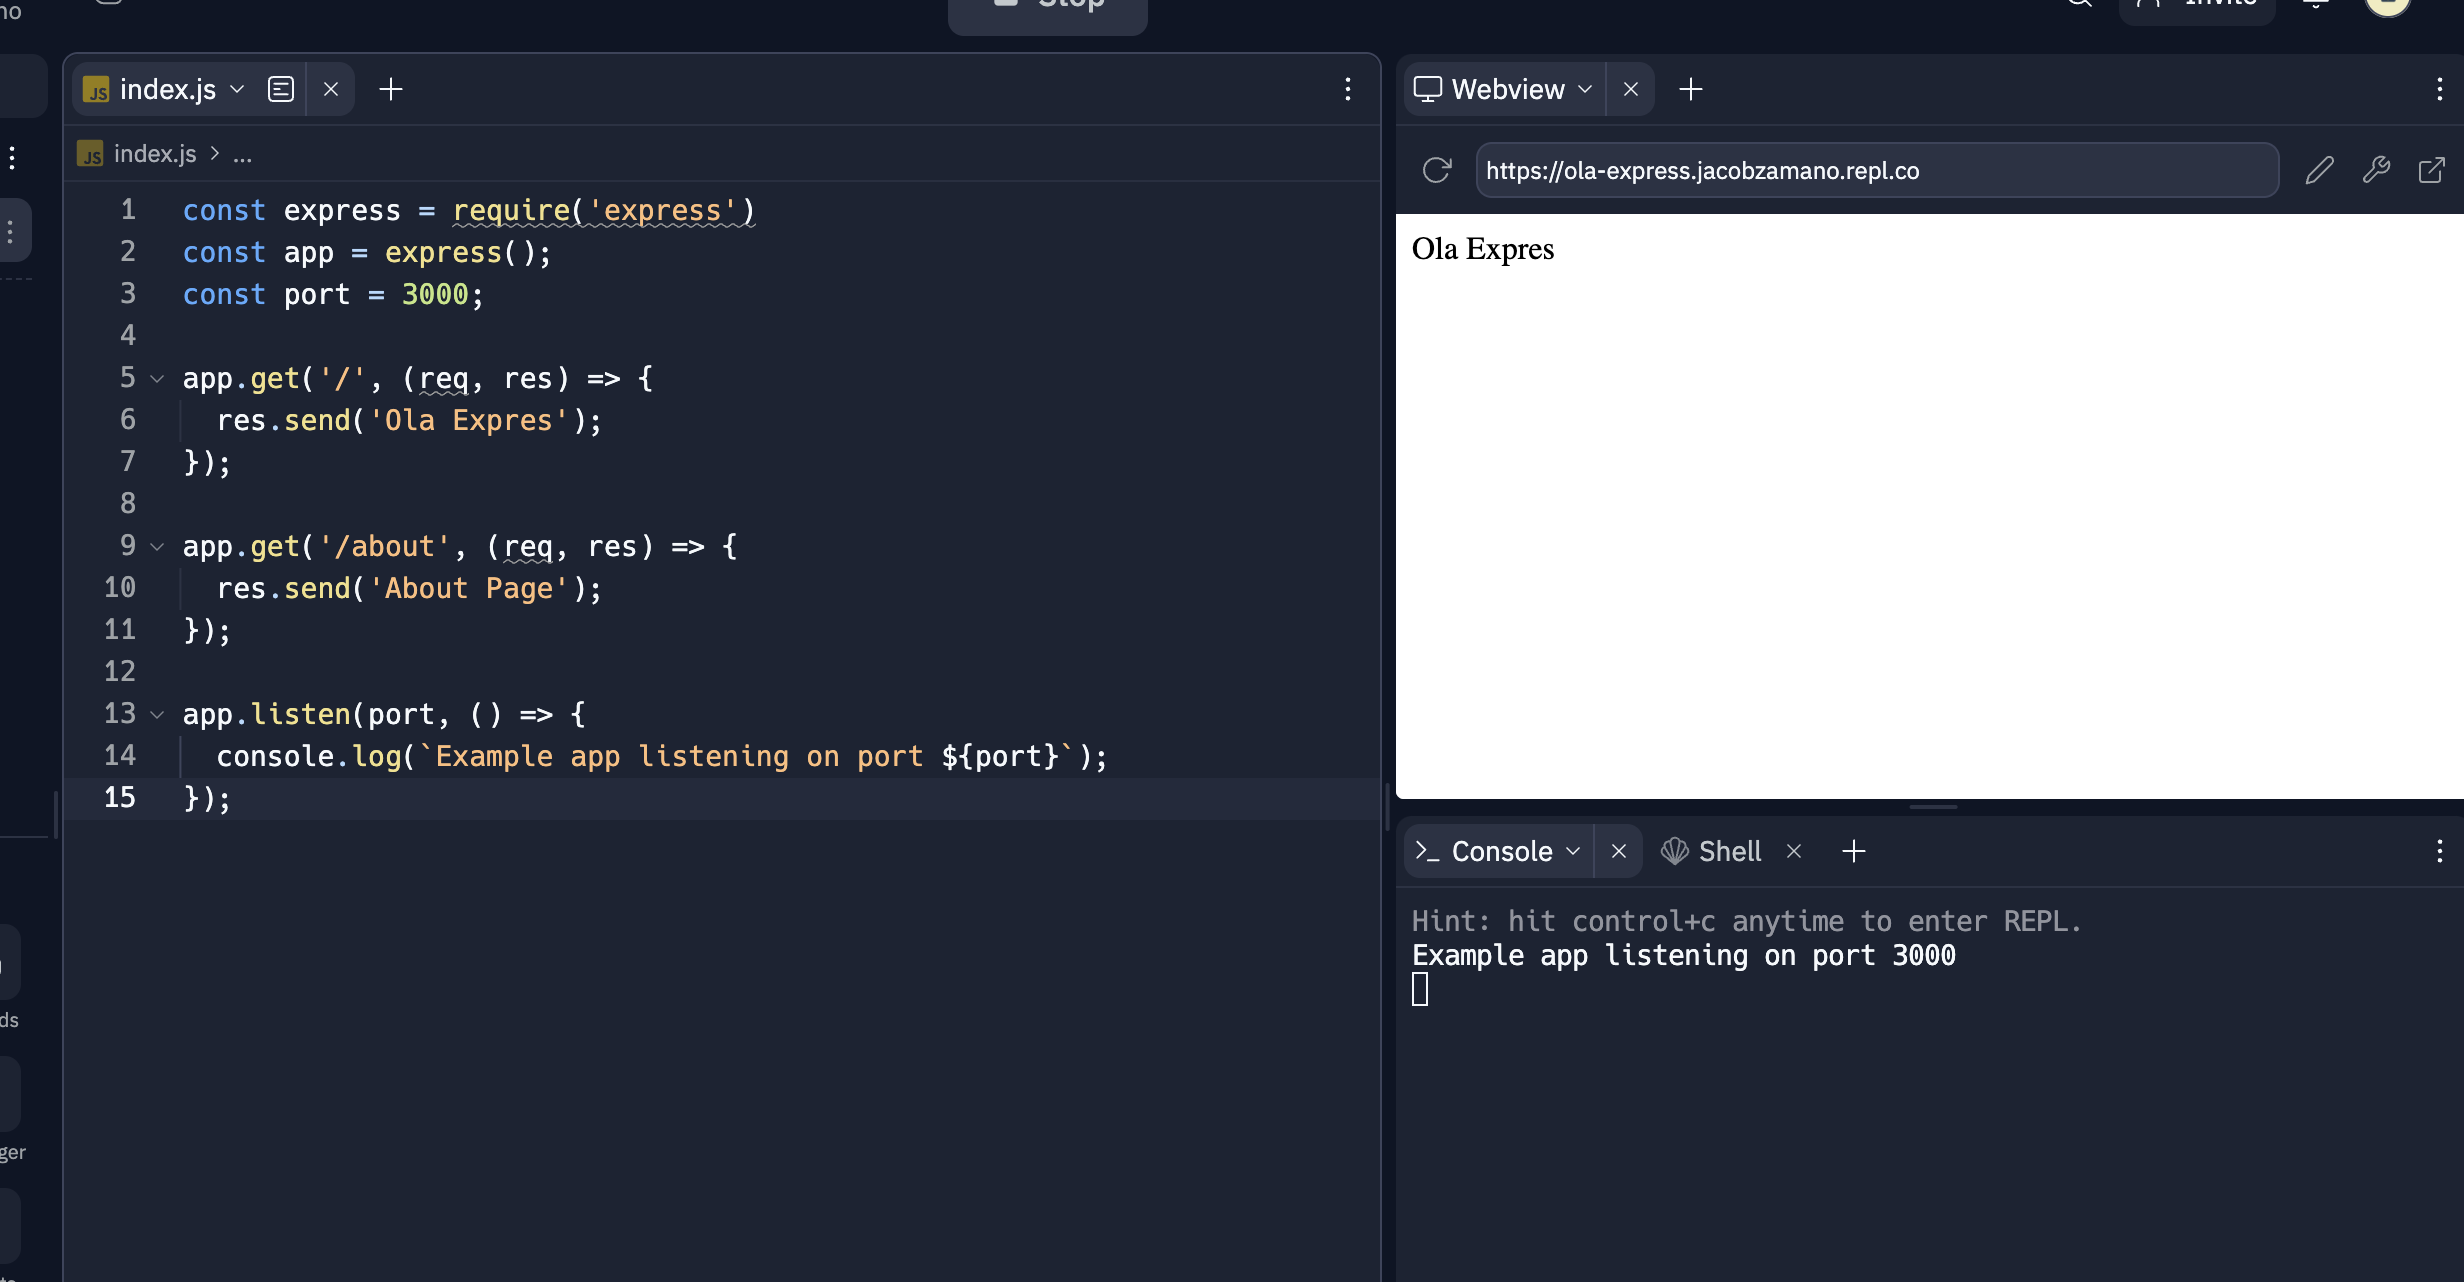 no
Stop
Invite
index.js
index.js > ...
1 const express = require('express')
2 const app = express();
3 const port = 3000;
4
5 app.get('/', (req, res) => {
6 res.send('Ola Expres');
7 });
8
9 app.get('/about', (req, res) => {
10 res.send('About Page');
11 });
12
13 app.listen(port, () => {
14 console.log(`Example app listening on port ${port}`);
15 });
ds
ger
Webview
https://ola-express.jacobzamano.repl.co
Ola Expres
Console
Shell
Hint: hit control+c anytime to enter REPL.
Example app listening on port 3000